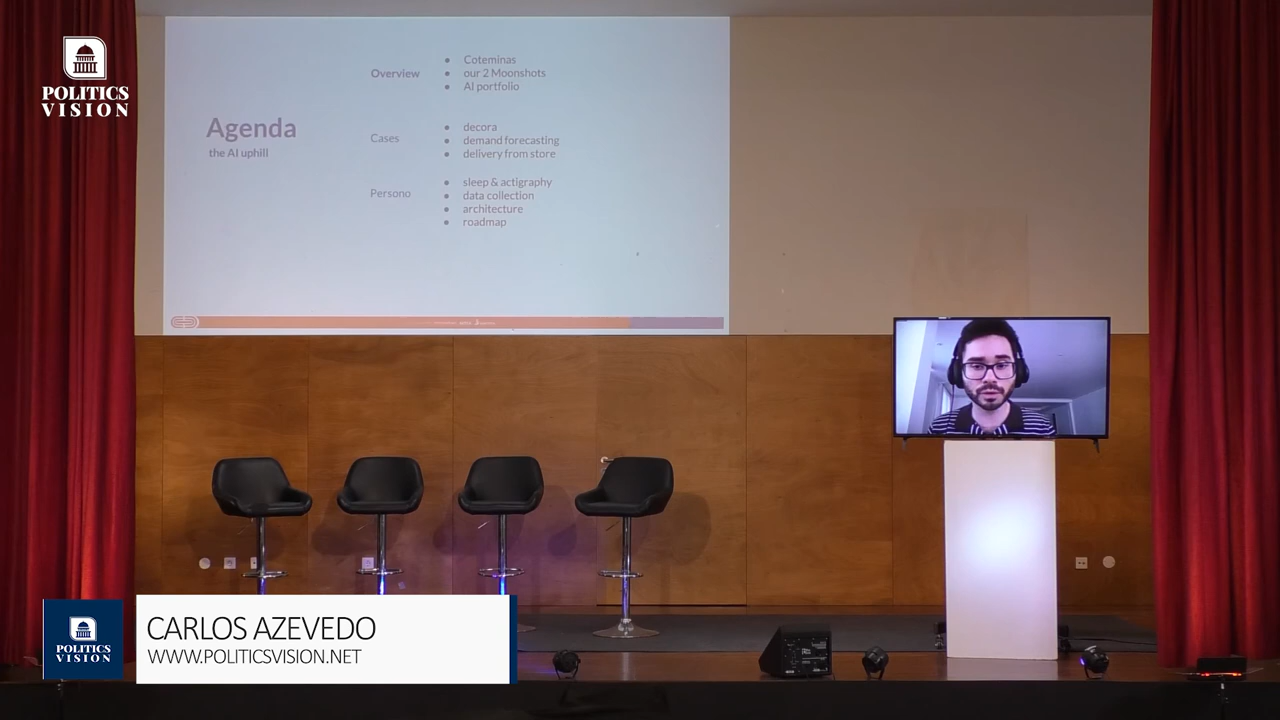 POLITICS
VISION
Agenda
the AI uphill
Overview
Coteminas
our 2 Moonshots
AI portfolio
Cases
decora
demand forecasting
delivery from store
Persono
sleep & actigraphy
data collection
architecture
roadmap
POLITICS
VISION
CARLOS AZEVEDO
WWW.POLITICSVISION.NET